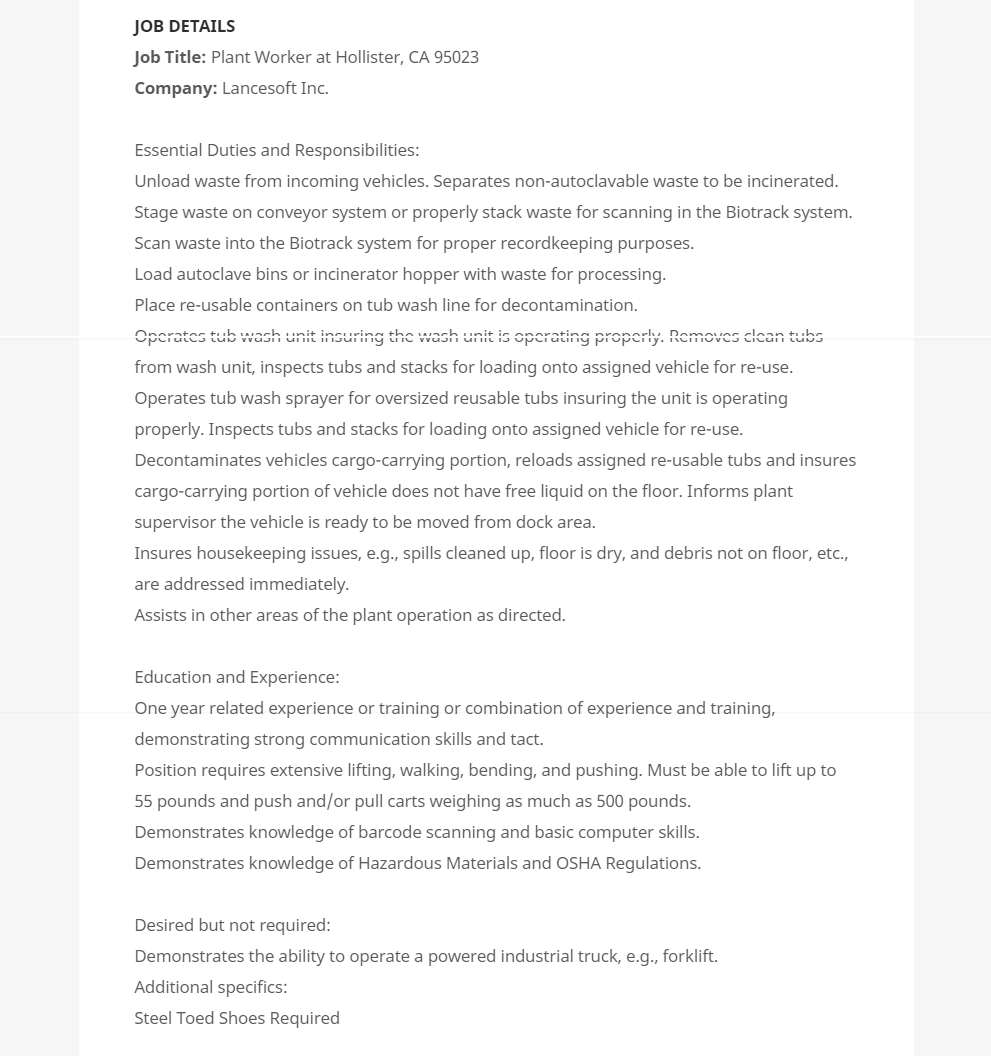 JOB DETAILS
Job Title: Plant Worker at Hollister, CA 95023
Company: Lancesoft Inc.
Essential Duties and Responsibilities:
Unload waste from incoming vehicles. Separates non-autoclavable waste to be incinerated.
Stage waste on conveyor system or properly stack waste for scanning in the Biotrack system.
Scan waste into the Biotrack system for proper recordkeeping purposes.
Load autoclave bins or incinerator hopper with waste for processing.
Place re-usable containers on tub wash line for decontamination.
Operates tub wash unit insuring the wash unit is operating properly. Removes clean tubs
from wash unit, inspects tubs and stacks for loading onto assigned vehicle for re-use.
Operates tub wash sprayer for oversized reusable tubs insuring the unit is operating
properly. Inspects tubs and stacks for loading onto assigned vehicle for re-use.
Decontaminates vehicles cargo-carrying portion, reloads assigned re-usable tubs and insures
cargo-carrying portion of vehicle does not have free liquid on the floor. Informs plant
supervisor the vehicle is ready to be moved from dock area.
Insures housekeeping issues, e.g., spills cleaned up, floor is dry, and debris not on floor, etc.,
are addressed immediately.
Assists in other areas of the plant operation as directed.
Education and Experience:
One year related experience or training or combination of experience and training,
demonstrating strong communication skills and tact.
Position requires extensive lifting, walking, bending, and pushing. Must be able to lift up to
55 pounds and push and/or pull carts weighing as much as 500 pounds.
Demonstrates knowledge of barcode scanning and basic computer skills.
Demonstrates knowledge of Hazardous Materials and OSHA Regulations.
Desired but not required:
Demonstrates the ability to operate a powered industrial truck, e.g., forklift.
Additional specifics:
Steel Toed Shoes Required